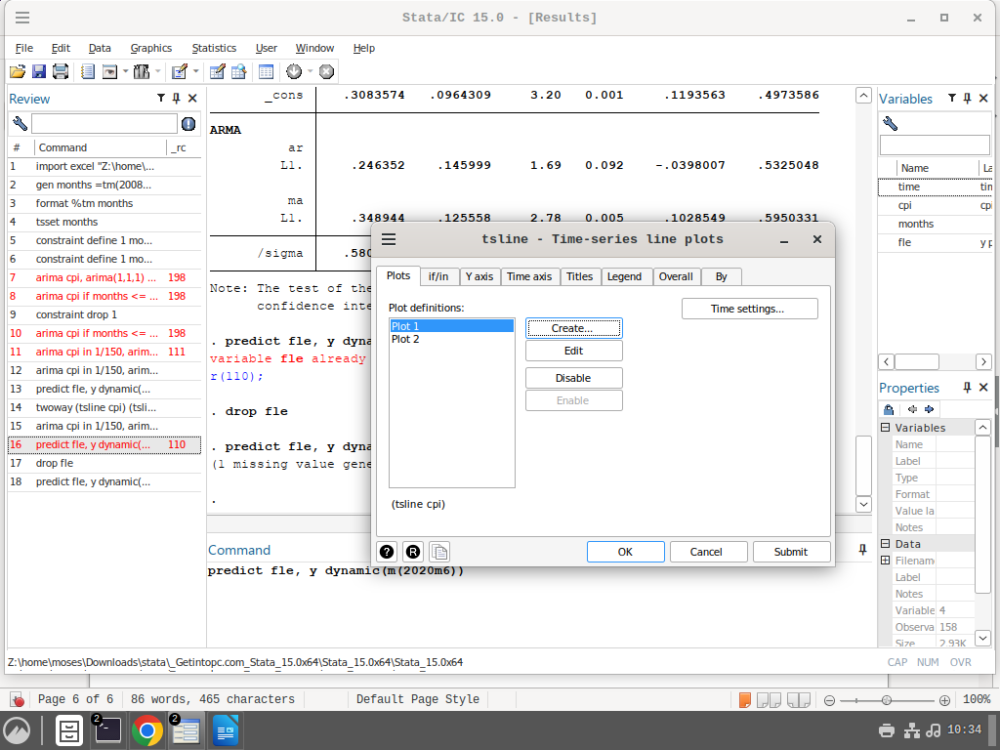 Stata/IC 15.0 - [Results]
File Edit Data Graphics Statistics User Window Help
Review
# Command _rc
1 import excel "Z:\home\...
2 gen months =tm(2008...
3 format %tm months
4 tsset months
5 constraint define 1 mo...
6 constraint define 1 mo...
7 arima cpi, arima(1,1,1) ... 198
8 arima cpi if months <= ... 198
9 constraint drop 1
10 arima cpi if months <= ... 198
11 arima cpi in 1/150, arim... 111
12 arima cpi in 1/150, arim...
13 predict fle, y dynamic(...
14 twoway (tsline cpi) (tsli...
15 arima cpi in 1/150, arim...
16 predict fle, y dynamic(... 110
17 drop fle
18 predict fle, y dynamic(...
_cons .3083574 .0964309 3.20 0.001 .1193563 .4973586
ARMA
ar
L1. .246352 .145999 1.69 0.092 -.0398007 .5325048
ma
L1. .348944 .125558 2.78 0.005 .1028549 .5950331
/sigma .580
Note: The test of the
confidence inte
. predict fle, y dyna
variable fle already
r(110);
. drop fle
. predict fle, y dyna
(1 missing value gene
.
tsline - Time-series line plots
Plots if/in Y axis Time axis Titles Legend Overall By
Plot definitions:
Plot 1
Plot 2
Create...
Edit
Disable
Enable
Time settings...
(tsline cpi)
? R
OK Cancel Submit
Command
predict fle, y dynamic(m(2020m6))
Variables
Name La
time tin
cpi cpi
months
fle y p
Properties
Variables
Name
Label
Type
Format
Value la
Notes
Data
Filenam
Label
Notes
Variable 4
Observa 158
Size 2.93K
Z:\home\moses\Downloads\stata\_Getintopc.com_Stata_15.0x64\Stata_15.0x64\Stata_15.0x64
CAP NUM OVR
Page 6 of 6 86 words, 465 characters Default Page Style 100%
2 2 10:34